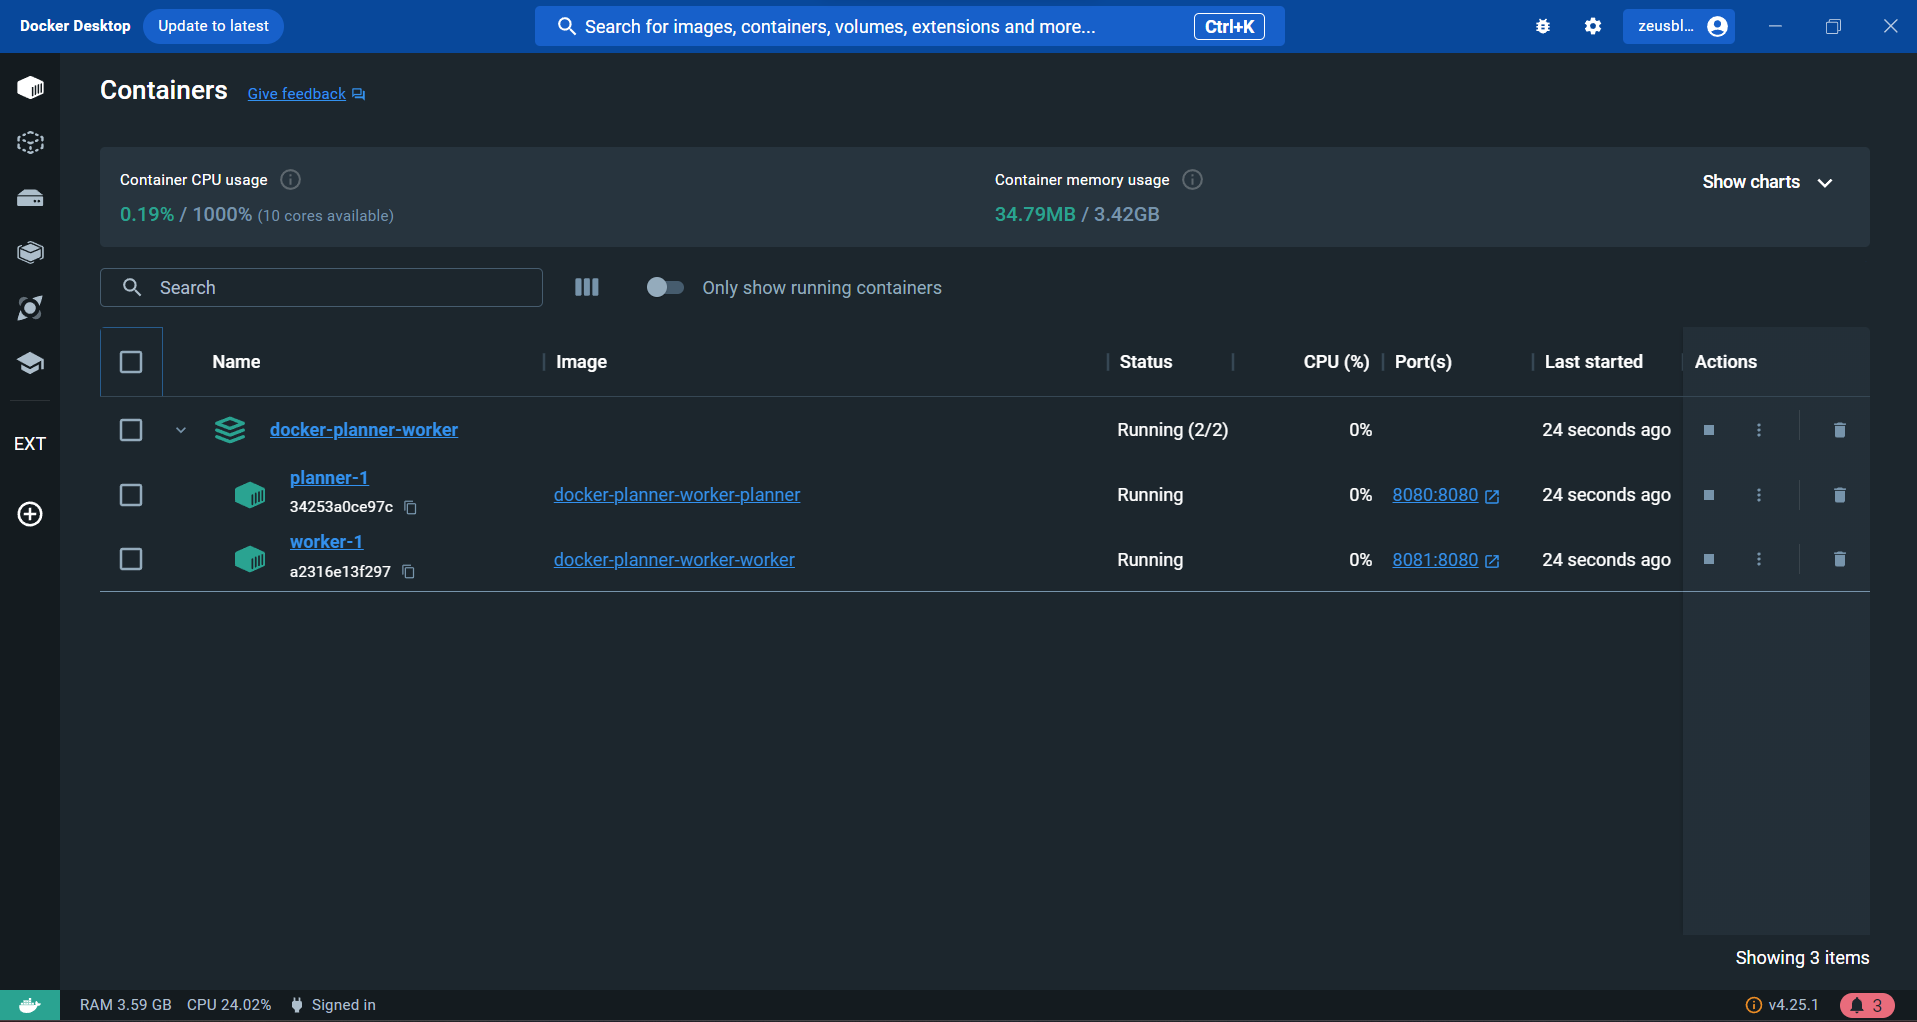 Docker Desktop Update to latest Search for images, containers, volumes, extensions and more... Ctrl+K zeusbl...
Containers Give feedback
Container CPU usage Container memory usage Show charts
0.19% / 1000% (10 cores available) 34.79MB / 3.42GB
Search Only show running containers
Name Image Status CPU (%) Port(s) Last started Actions
docker-planner-worker Running (2/2) 0% 24 seconds ago
planner-1
34253a0ce97c docker-planner-worker-planner Running 0% 8080:8080 24 seconds ago
worker-1
a2316e13f297 docker-planner-worker-worker Running 0% 8081:8080 24 seconds ago
EXT
Showing 3 items
RAM 3.59 GB CPU 24.02% Signed in v4.25.1 3